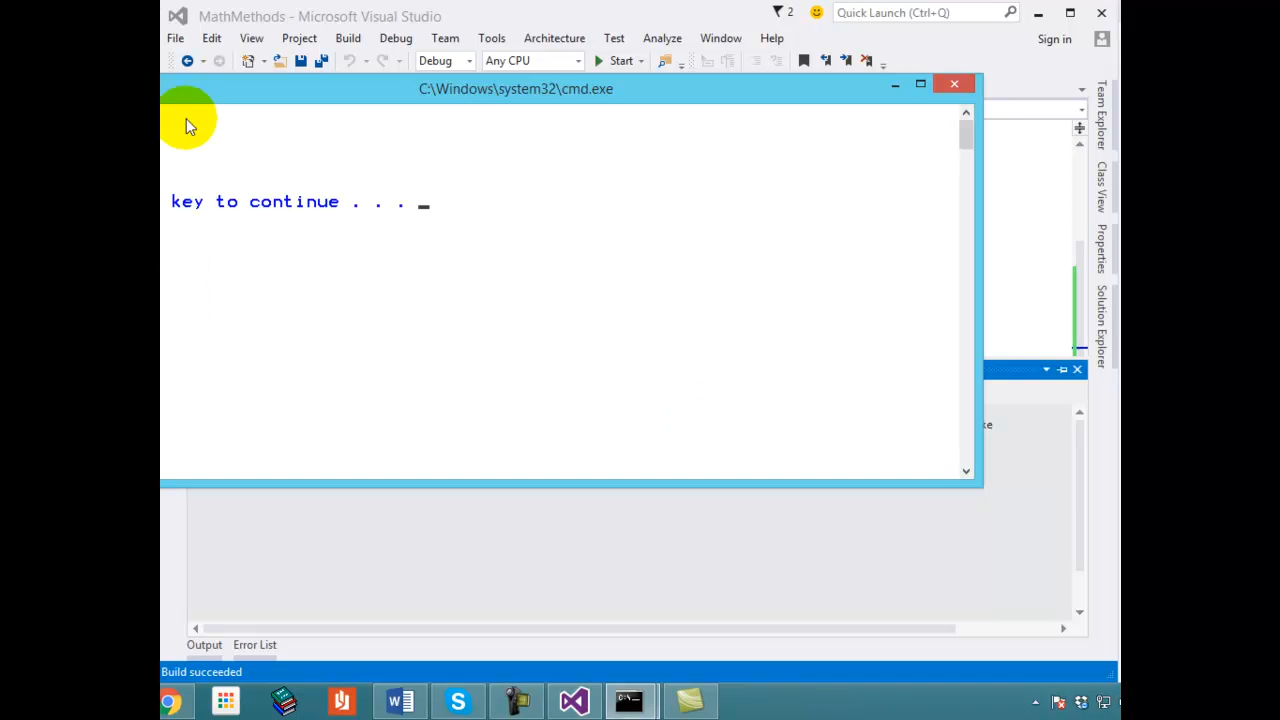 MathMethods - Microsoft Visual Studio
2
Quick Launch (Ctrl+Q)
File Edit View Project Build Debug Team Tools Architecture Test Analyze Window Help
Sign in
Debug Any CPU Start
C:\Windows\system32\cmd.exe
key to continue . . . _
Team Explorer
Class View
Properties
Solution Explorer
Output Error List
Build succeeded